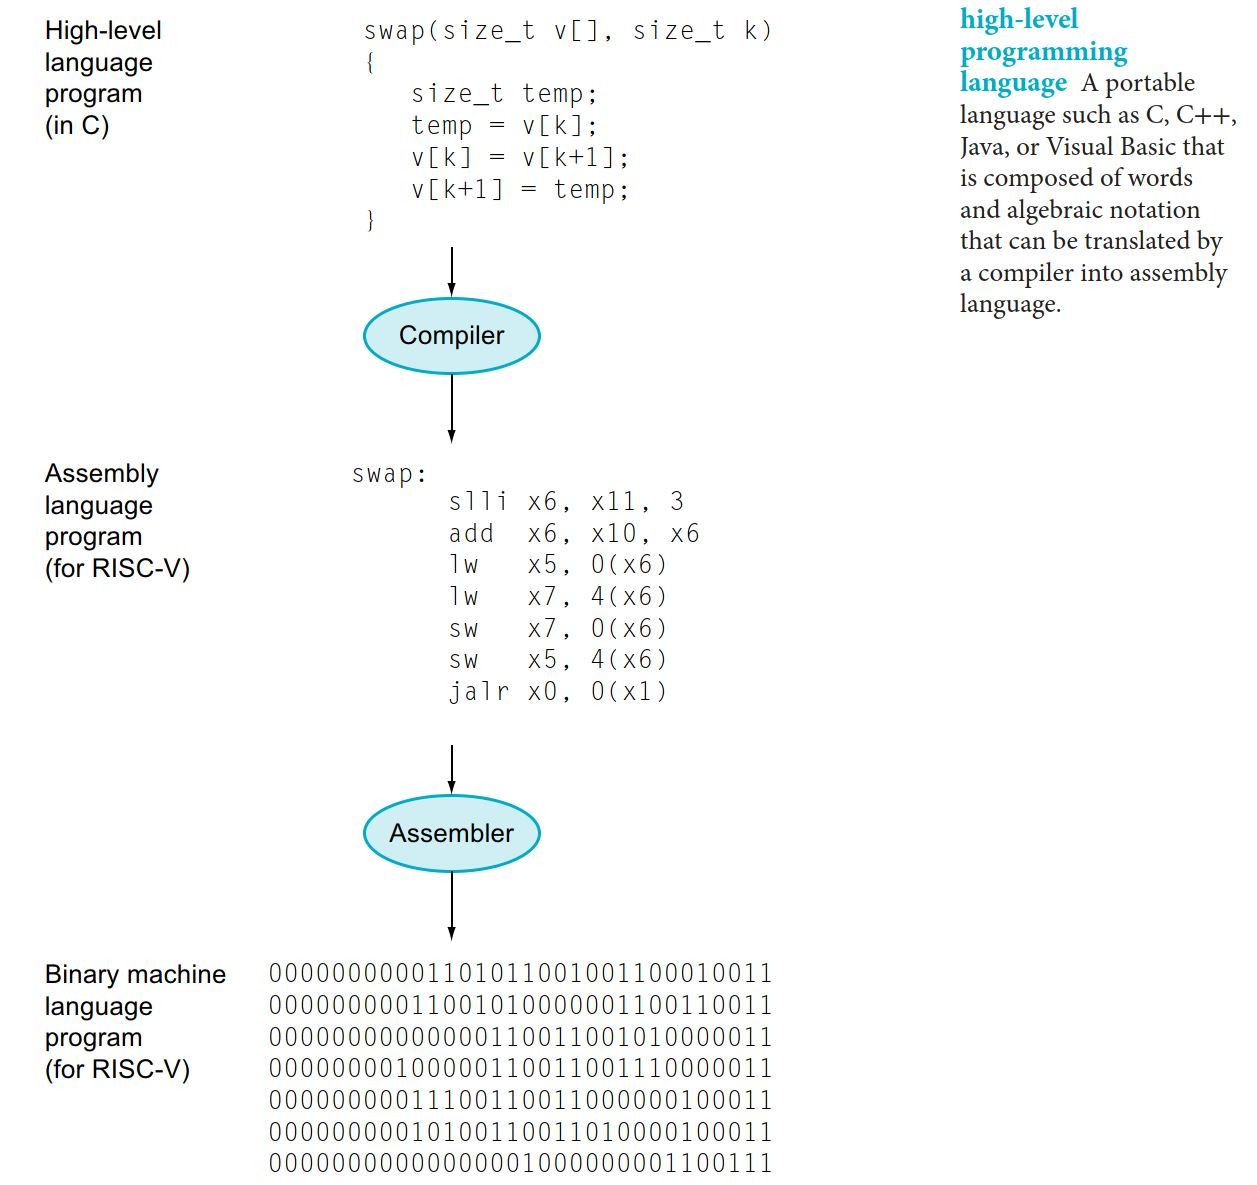 High-level
language
program
(in C)
swap(size_t v[], size_t k)
{
size_t temp;
temp = v[k];
v[k] = v[k+1];
v[k+1] = temp;
}
high-level
programming
language A portable
language such as C, C++,
Java, or Visual Basic that
is composed of words
and algebraic notation
that can be translated by
a compiler into assembly
language.
Compiler
Assembly
language
program
(for RISC-V)
swap:
slli x6, x11, 3
add x6, x10, x6
lw x5, 0(x6)
lw x7, 4(x6)
sw x7, 0(x6)
sw x5, 4(x6)
jalr x0, 0(x1)
Assembler
Binary machine
language
program
(for RISC-V)
00000000001101011001001100010011
00000000011001010000001100110011
00000000000000110011001010000011
00000000100000110011001110000011
00000000011100110011000000100011
00000000010100110011010000100011
00000000000000001000000001100111